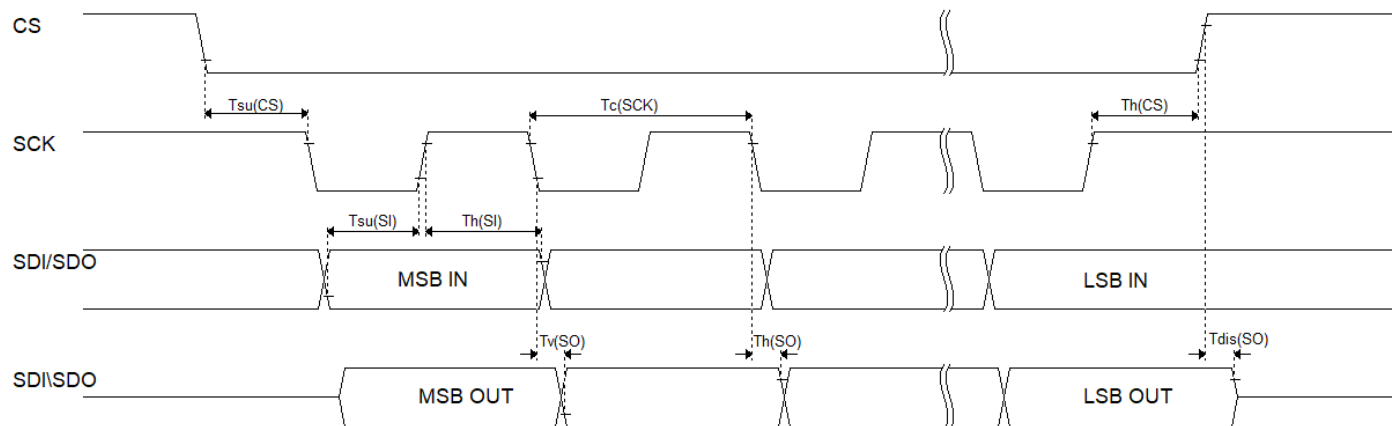 CS
Tsu(CS)
Tc(SCK)
Th(CS)
SCK
Tsu(SI)
Th(SI)
SDI/SDO
MSB IN
LSB IN
Tv(SO)
Th(SO)
Tdis(SO)
SDI\SDO
MSB OUT
LSB OUT